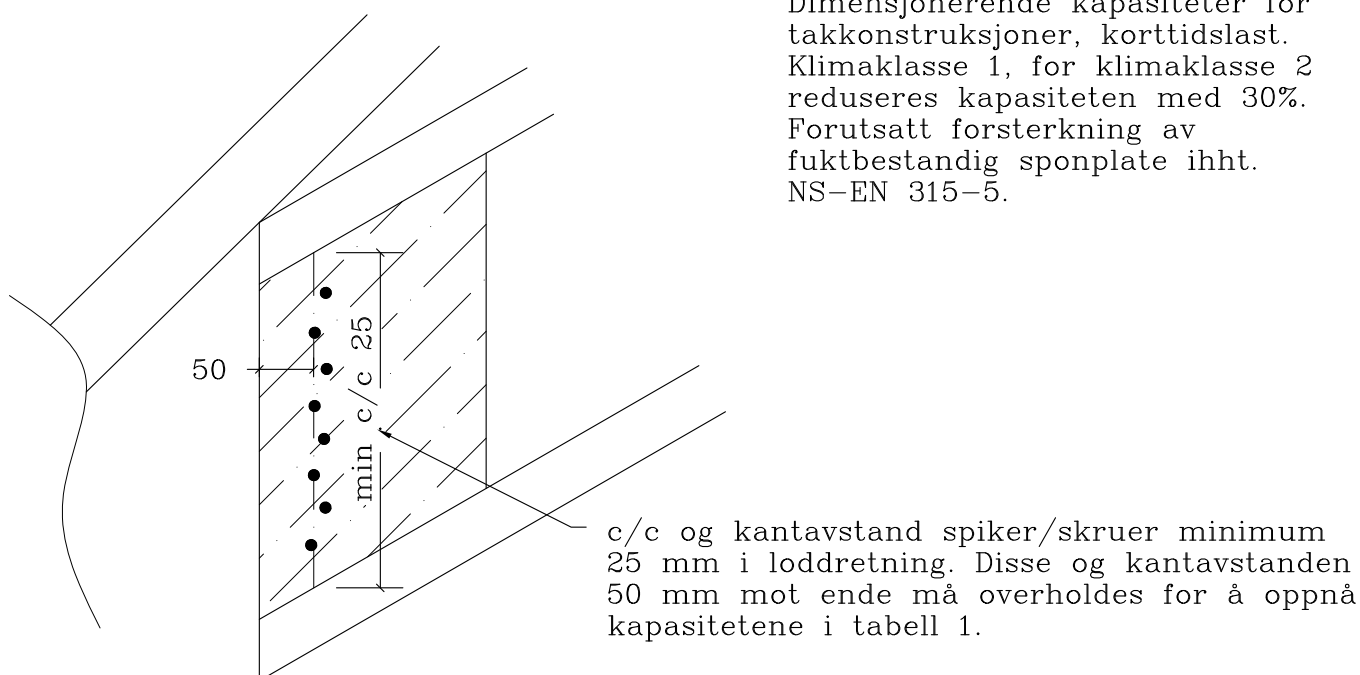 Dimensjonerende kapasiteter for
takkonstruksjoner, korttidslast.
Klimaklasse 1, for klimaklasse 2
reduseres kapasiteten med 30%.
Forutsatt forsterkning av
fuktbestandig sponplate ihht.
NS-EN 315-5.
50
min c/c 25
c/c og kantavstand spiker/skruer minimum
25 mm i loddretning. Disse og kantavstanden
50 mm mot ende må overholdes for å oppnå
kapasitetene i tabell 1.